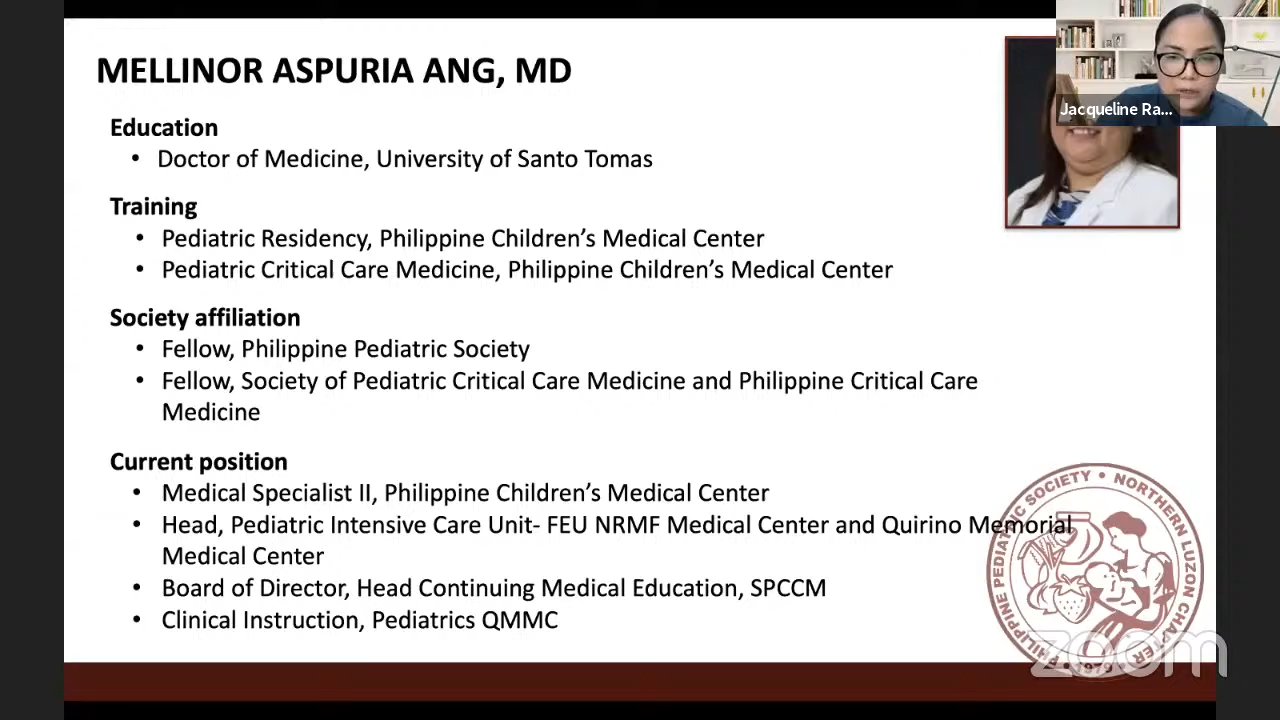 MELLINOR ASPURIA ANG, MD
Jacqueline Ra...
Education
• Doctor of Medicine, University of Santo Tomas
Training
• Pediatric Residency, Philippine Children's Medical Center
• Pediatric Critical Care Medicine, Philippine Children's Medical Center
Society affiliation
• Fellow, Philippine Pediatric Society
• Fellow, Society of Pediatric Critical Care Medicine and Philippine Critical Care
Medicine
Current position
• Medical Specialist II, Philippine Children's Medical Center
• Head, Pediatric Intensive Care Unit- FEU NRMF Medical Center and Quirino Memorial
Medical Center
• Board of Director, Head Continuing Medical Education, SPCCM
• Clinical Instruction, Pediatrics QMMC
PHILIPPINE PEDIATRIC SOCIETY • NORTHERN LUZON CHAPTER •
1979
zoom